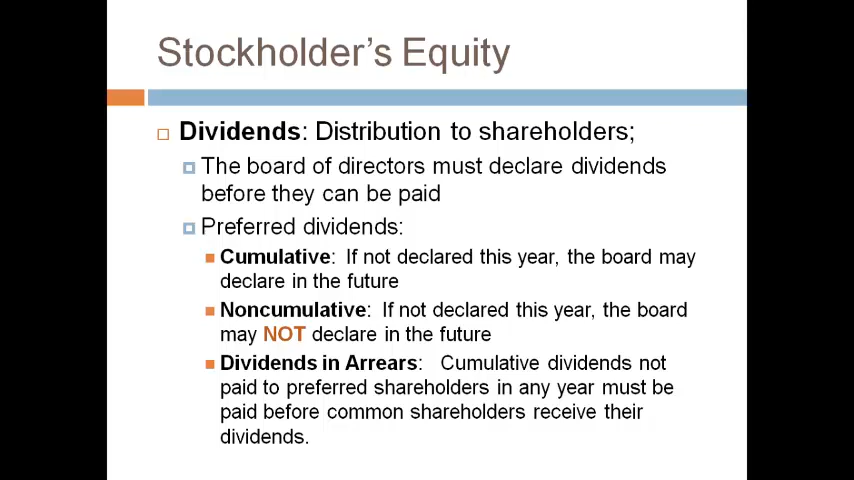 Stockholder's Equity
Dividends: Distribution to shareholders;
The board of directors must declare dividends
before they can be paid
Preferred dividends:
Cumulative: If not declared this year, the board may
declare in the future
Noncumulative: If not declared this year, the board
may NOT declare in the future
Dividends in Arrears: Cumulative dividends not
paid to preferred shareholders in any year must be
paid before common shareholders receive their
dividends.